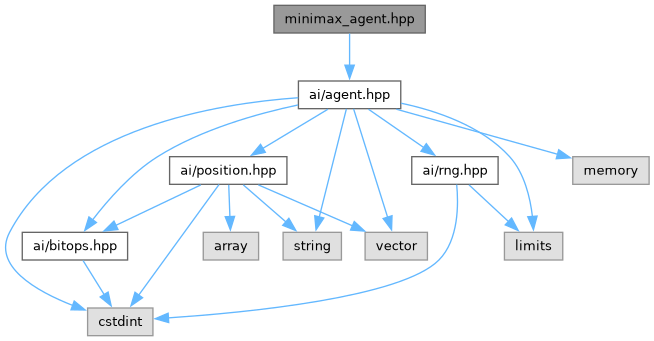 minimax_agent.hpp
ai/agent.hpp
ai/position.hpp
ai/rng.hpp
memory
ai/bitops.hpp
array
string
vector
limits
cstdint